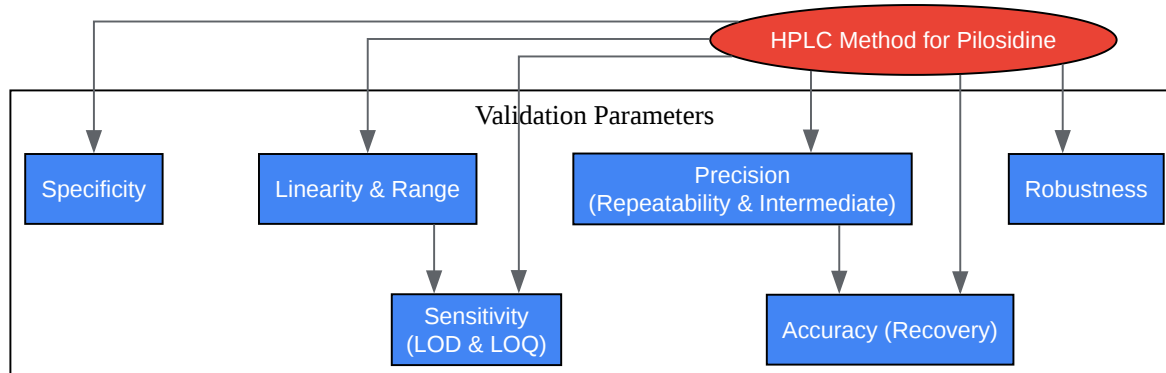 HPLC Method for Pilosidine
Validation Parameters
Specificity
Linearity & Range
Precision
(Repeatability & Intermediate)
Robustness
Sensitivity
(LOD & LOQ)
Accuracy (Recovery)